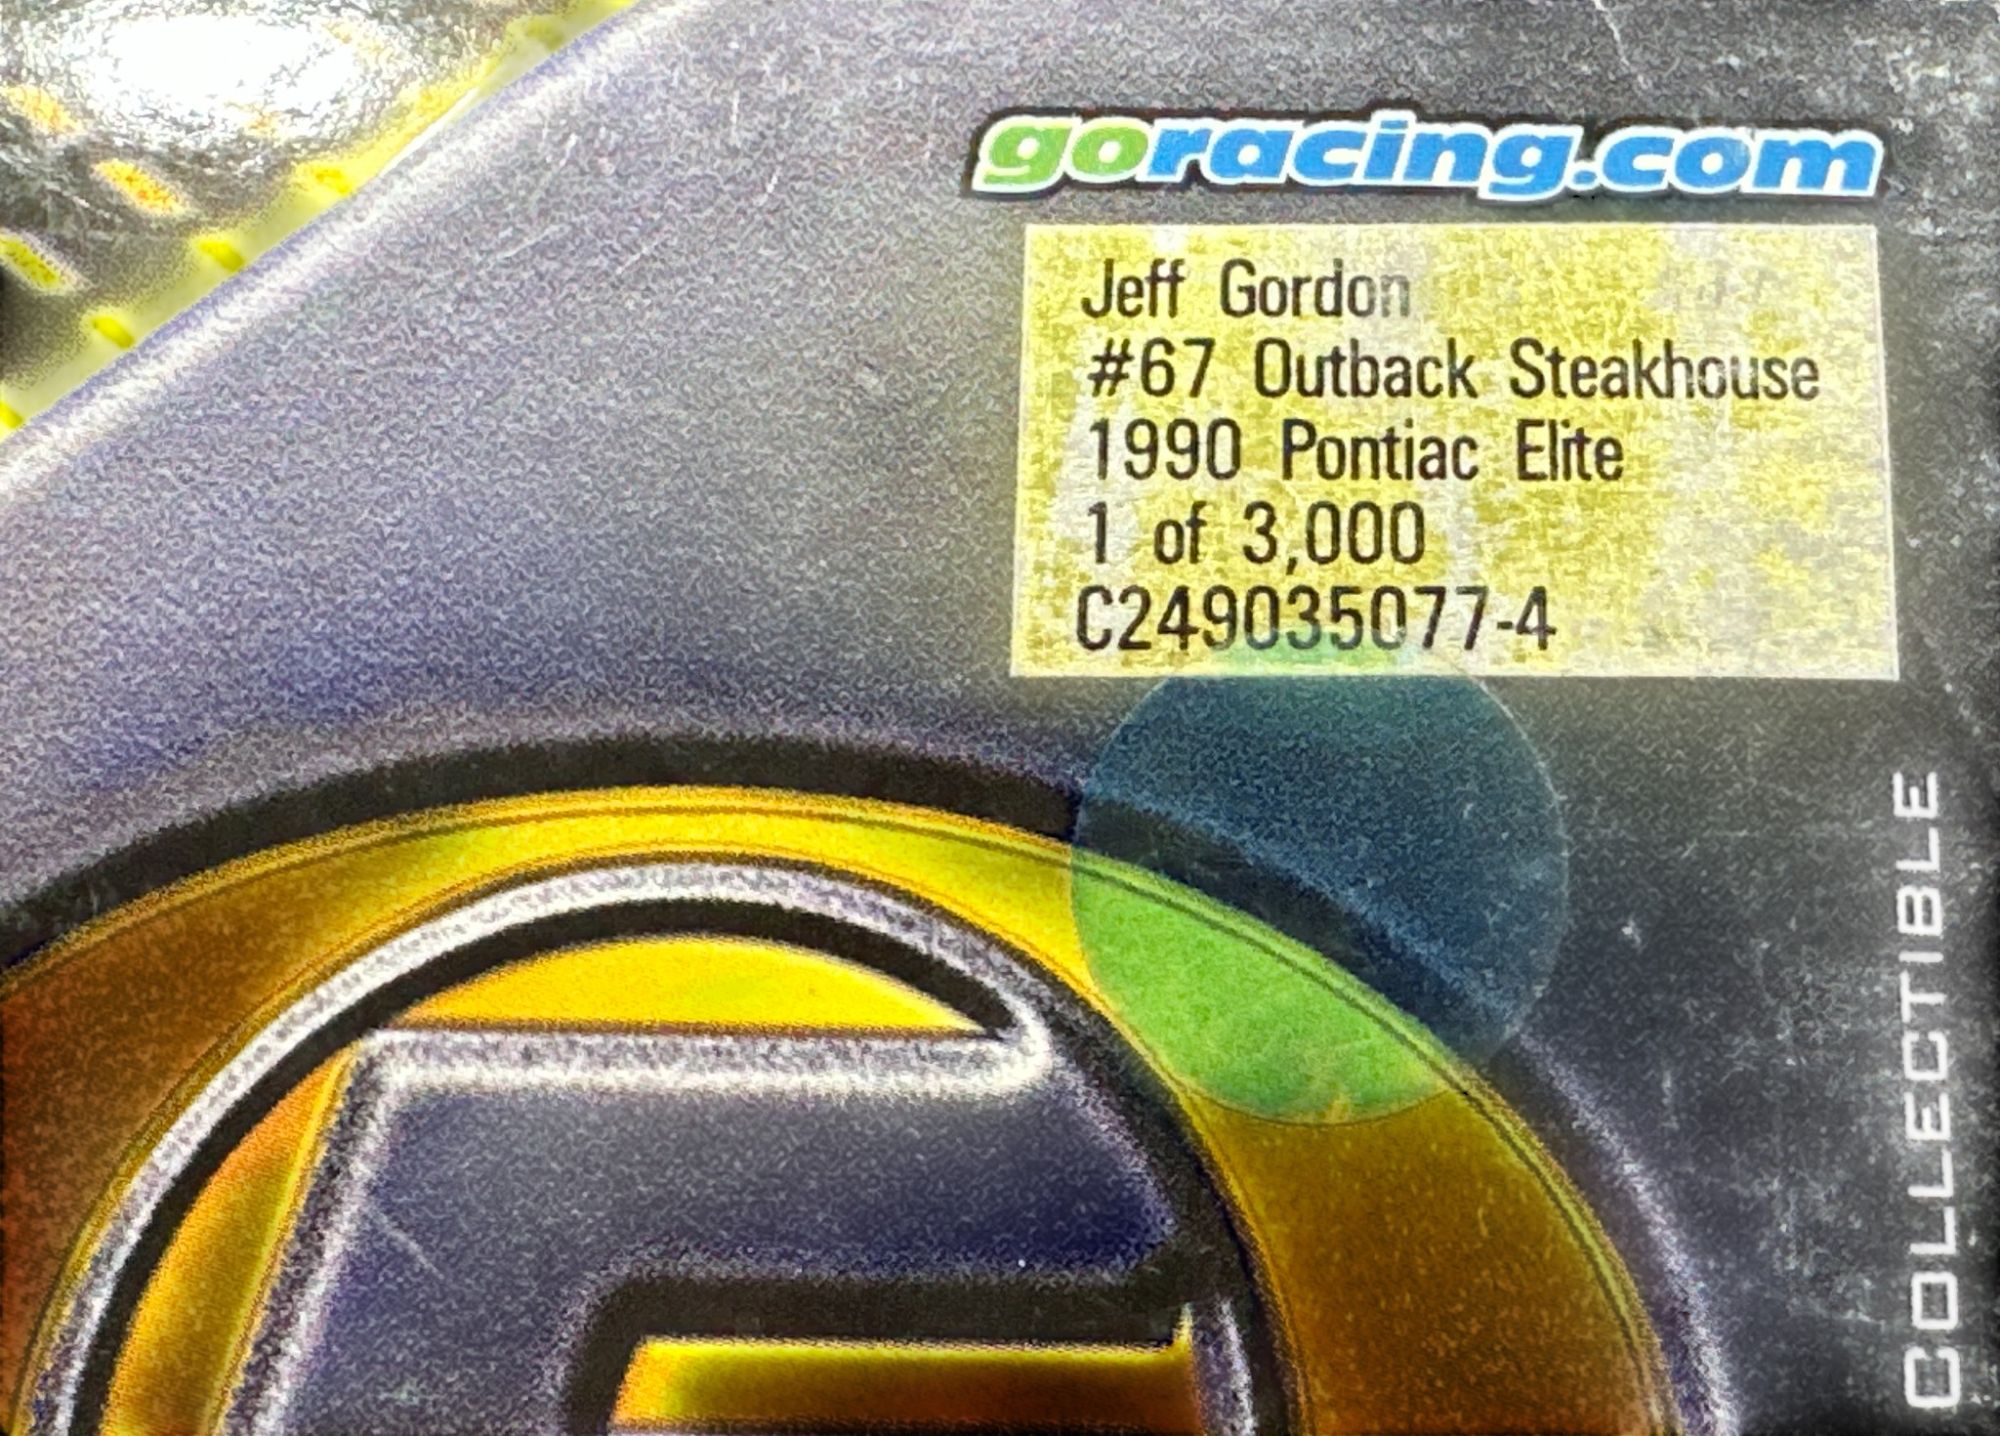 goracing.com
Jeff Gordon
#67 Outback Steakhouse
1990 Pontiac Elite
1 of 3,000
C249035077-4
COLLECTIBLE